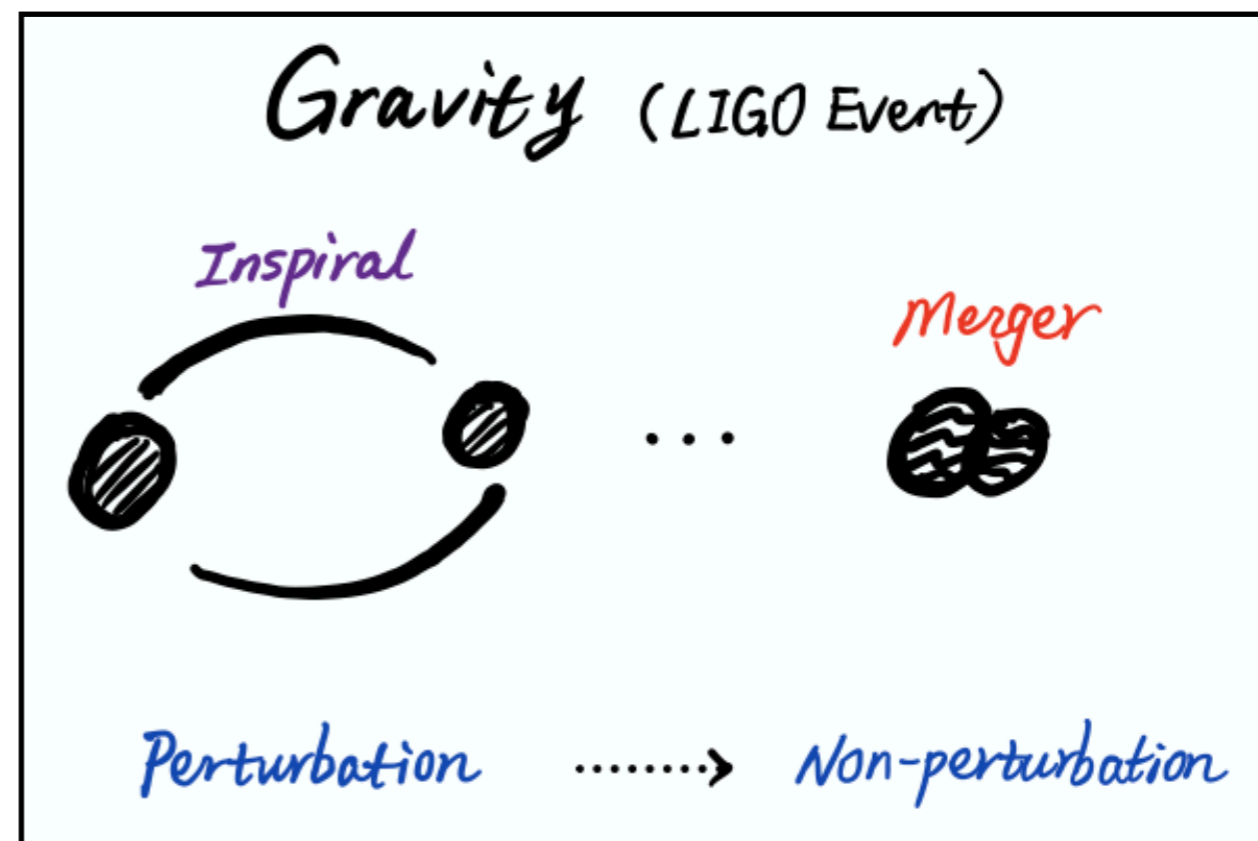 Gravity (LIGO Event)
Inspiral
Merger
...
Perturbation ········> Non-perturbation